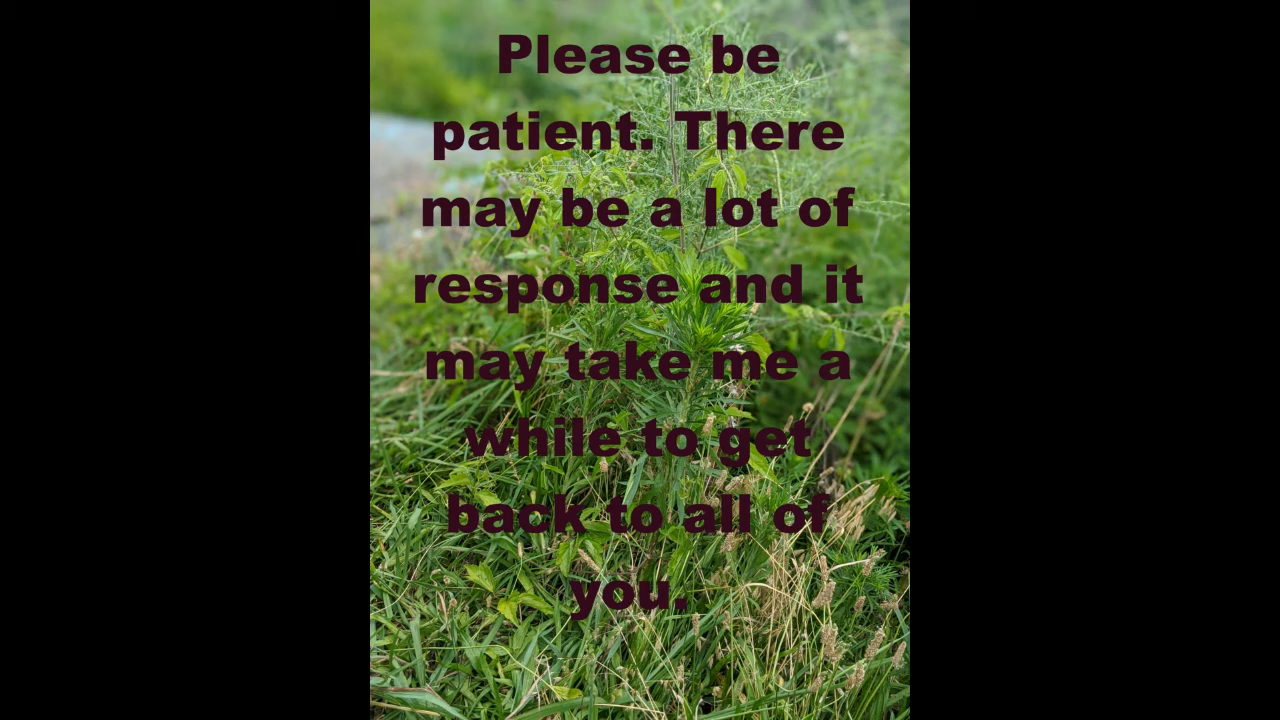 Please be
patient. There
may be a lot of
response and it
may take me a
while to get
back to all of
you.